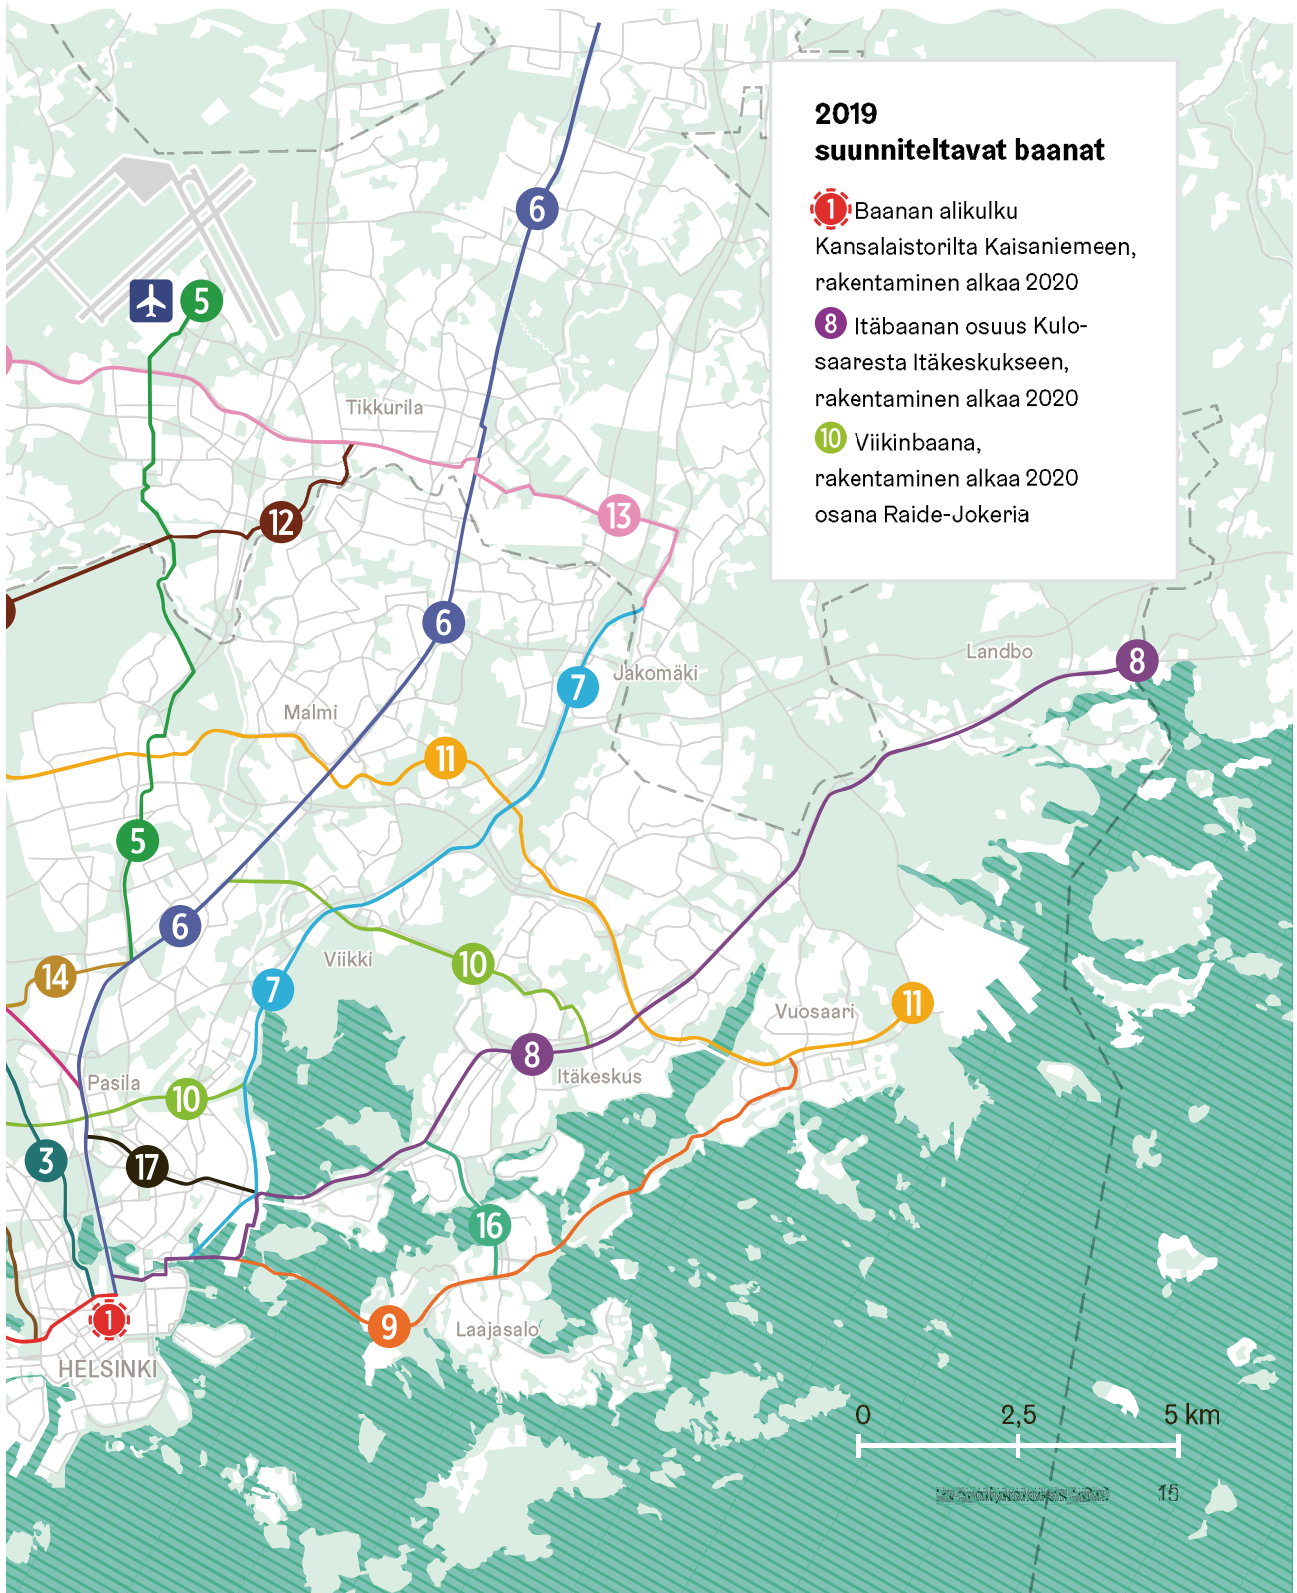 2019
suunniteltavat baanat
1 Baanan alikulku
Kansalaistorilta Kaisaniemeen,
rakentaminen alkaa 2020
8 Itäbaanan osuus Kulo-
saaresta Itäkeskukseen,
rakentaminen alkaa 2020
10 Viikinbaana,
rakentaminen alkaa 2020
osana Raide-Jokeria
6
5
Tikkurila
13
12
6
Landbo
8
Jakomäki
7
Malmi
11
5
6
Viikki
10
14
7
Vuosaari
11
8
Itäkeskus
Pasila
10
3
17
16
1
9
Laajasalo
HELSINKI
0 2,5 5 km
15